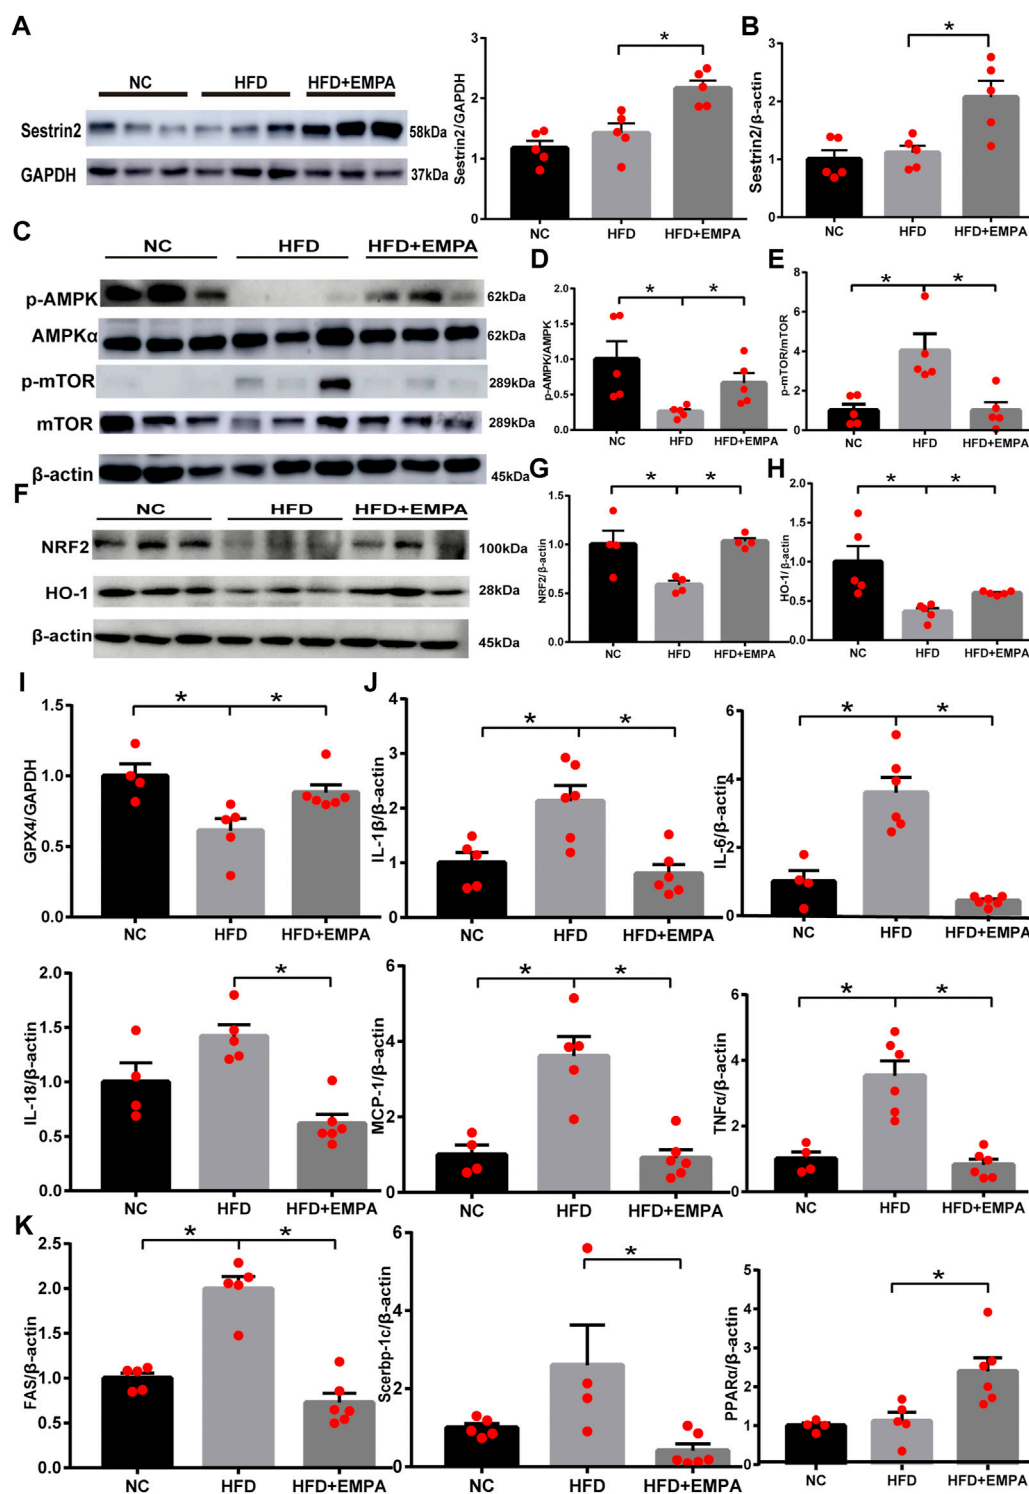 A
NC
HFD
HFD+EMPA
Sestrin2
58kDa
GAPDH
37kDa
Sestrin2/GAPDH
3
2
1
0
*
NC
HFD
HFD+EMPA
B
Sestrin2/β-actin
3
2
1
0
*
NC
HFD
HFD+EMPA
C
NC
HFD
HFD+EMPA
p-AMPK
62kDa
AMPKα
62kDa
p-mTOR
289kDa
mTOR
289kDa
β-actin
45kDa
D
p-AMPK/AMPK
2.0
1.5
1.0
0.5
0.0
*
*
NC
HFD
HFD+EMPA
E
p-mTOR/mTOR
8
6
4
2
0
*
*
NC
HFD
HFD+EMPA
F
NC
HFD
HFD+EMPA
NRF2
100kDa
HO-1
28kDa
β-actin
45kDa
G
NRF2/β-actin
1.5
1.0
0.5
0.0
*
*
NC
HFD
HFD+EMPA
H
HO-1/β-actin
2.0
1.5
1.0
0.5
0.0
*
*
NC
HFD
HFD+EMPA
I
GPX4/GAPDH
1.5
1.0
0.5
0.0
*
*
NC
HFD
HFD+EMPA
J
IL-1β/β-actin
4
3
2
1
0
*
*
NC
HFD
HFD+EMPA
IL-6/β-actin
6
4
2
0
*
*
NC
HFD
HFD+EMPA
IL-18/β-actin
2.0
1.5
1.0
0.5
0.0
*
NC
HFD
HFD+EMPA
MCP-1/β-actin
6
4
2
0
*
*
NC
HFD
HFD+EMPA
TNFα/β-actin
6
4
2
0
*
*
NC
HFD
HFD+EMPA
K
FAS/β-actin
2.5
2.0
1.5
1.0
0.5
0.0
*
*
NC
HFD
HFD+EMPA
Scerbp-1c/β-actin
6
4
2
0
*
NC
HFD
HFD+EMPA
PPARα/β-actin
5
4
3
2
1
0
*
NC
HFD
HFD+EMPA